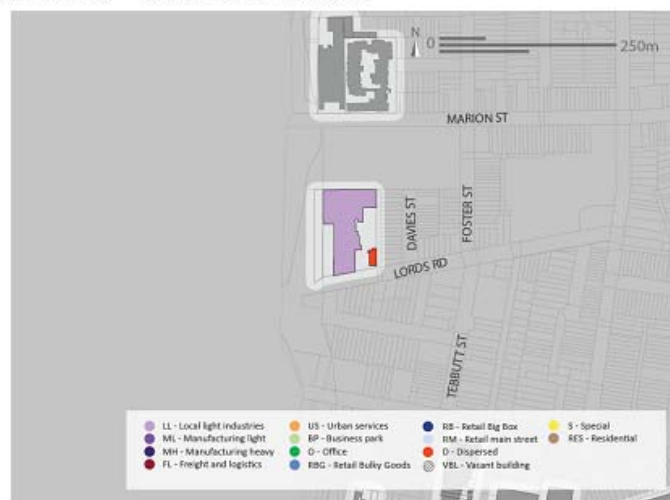 N
0 250m
MARION ST
DAVIES ST
FOSTER ST
LORDS RD
TEBBUTT ST
LL - Local light industries
ML - Manufacturing light
MH - Manufacturing heavy
FL - Freight and logistics
US - Urban services
BP - Business park
O - Office
RBG - Retail Bulky Goods
RB - Retail Big Box
RM - Retail main street
D - Dispersed
VBL - Vacant building
S - Special
RES - Residential